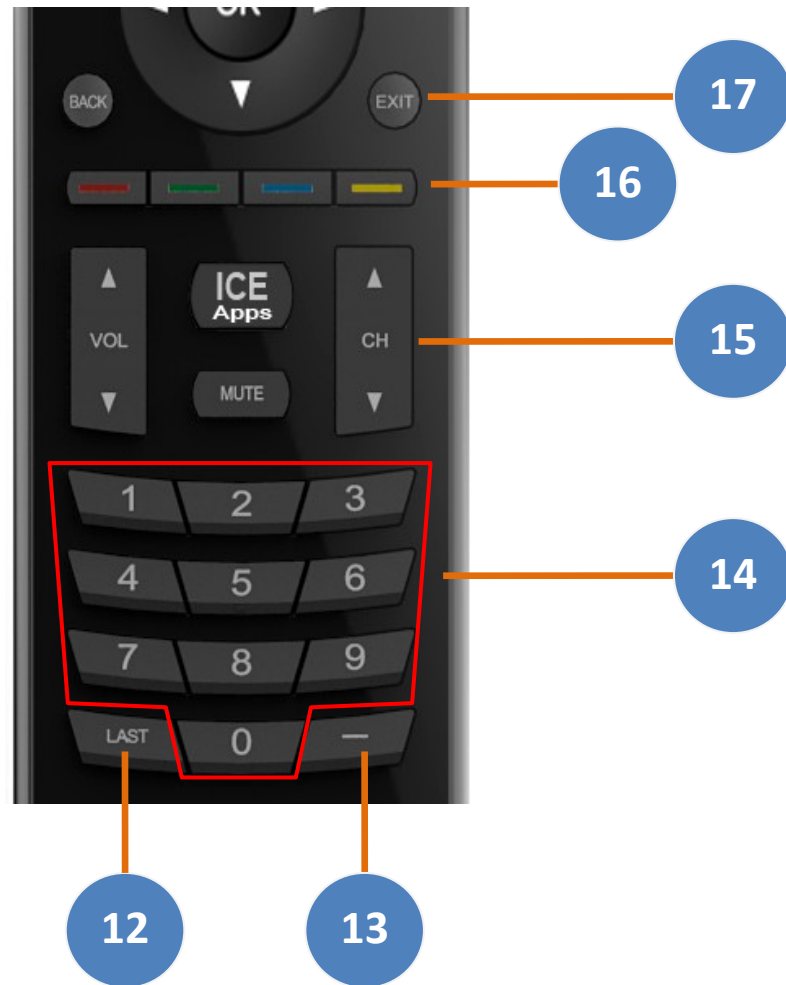 OK
BACK
EXIT
17
16
ICE
Apps
VOL
CH
15
MUTE
1 2 3
4 5 6
14
7 8 9
LAST 0 —
12
13